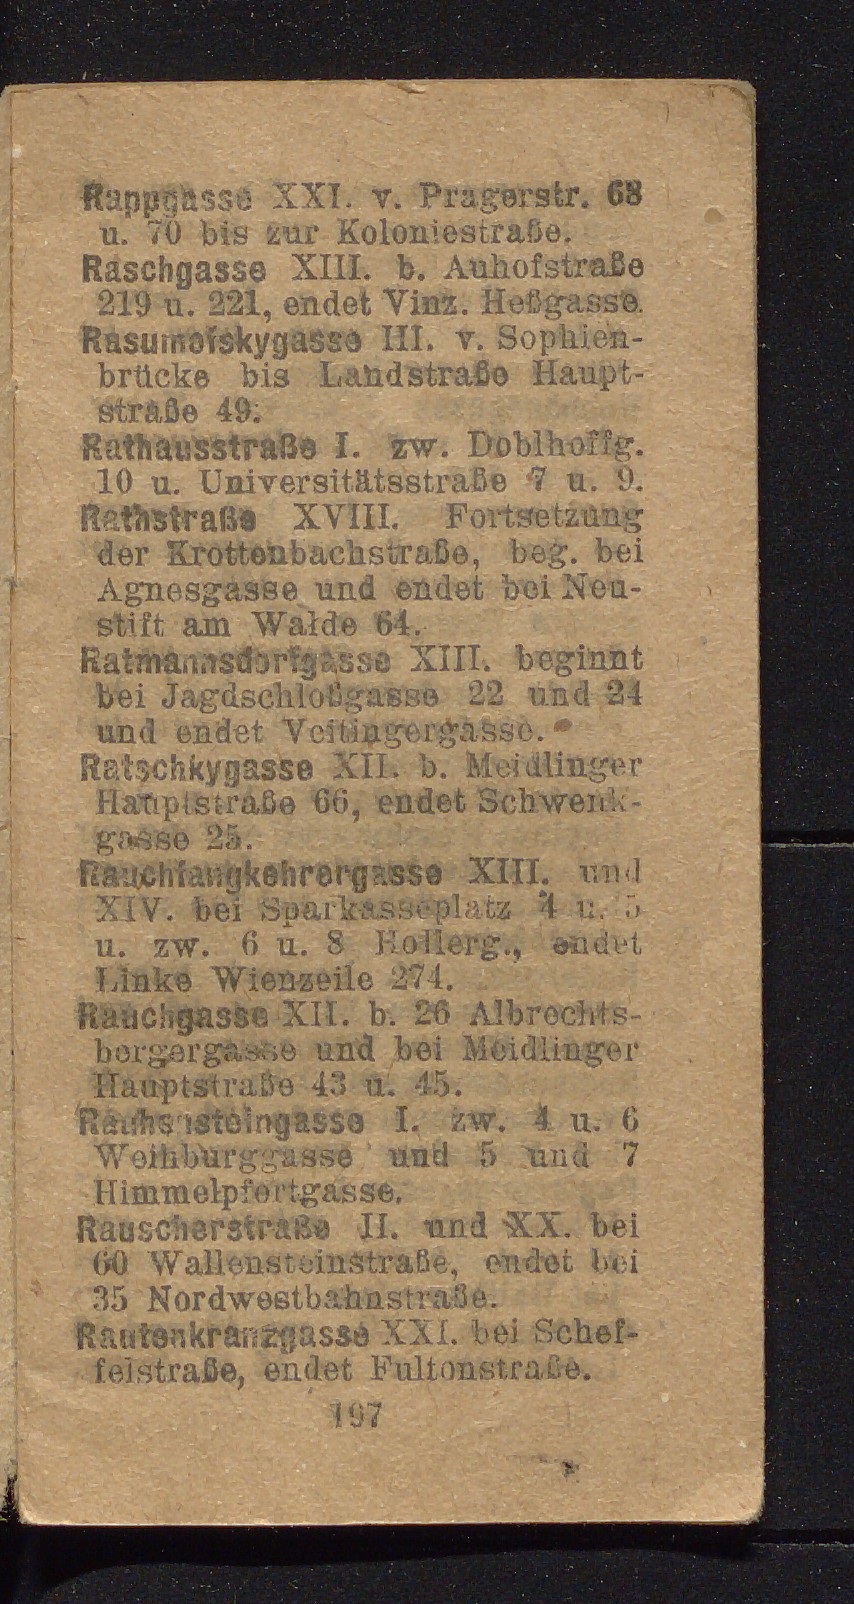 Rappgasse XXI. v. Pragerstr. 68
u. 70 bis zur Koloniestraße.
Raschgasse XIII. b. Auhofstraße
219 u. 221, endet Vinz. Heßgasse.
Rasumofskygasse III. v. Sophien-
brücke bis Landstraße Haupt-
straße 49.
Rathausstraße I. zw. Doblhoffg.
10 u. Universitätsstraße 7 u. 9.
Rathstraße XVIII. Fortsetzung
der Krottenbachstraße, beg. bei
Agnesgasse und endet bei Neu-
stift am Walde 64.
Ratmannsdorfgasse XIII. beginnt
bei Jagdschloßgasse 22 und 24
und endet Veitingergasse.
Ratschkygasse XII. b. Meidlinger
Hauptstraße 66, endet Schwenk-
gasse 25.
Rauchfangkehrergasse XIII. und
XIV. bei Sparkasseplatz 4 u. 5
u. zw. 6 u. 8 Hollerg., endet
Linke Wienzeile 274.
Rauchgasse XII. b. 26 Albrechts-
bergergasse und bei Meidlinger
Hauptstraße 43 u. 45.
Rauhensteingasse I. zw. 4 u. 6
Weihburggasse und 5 und 7
Himmelpfortgasse.
Rauscherstraße II. und XX. bei
60 Wallensteinstraße, endet bei
35 Nordwestbahnstraße.
Rautenkranzgasse XXI. bei Schef-
felstraße, endet Fultonstraße.
197